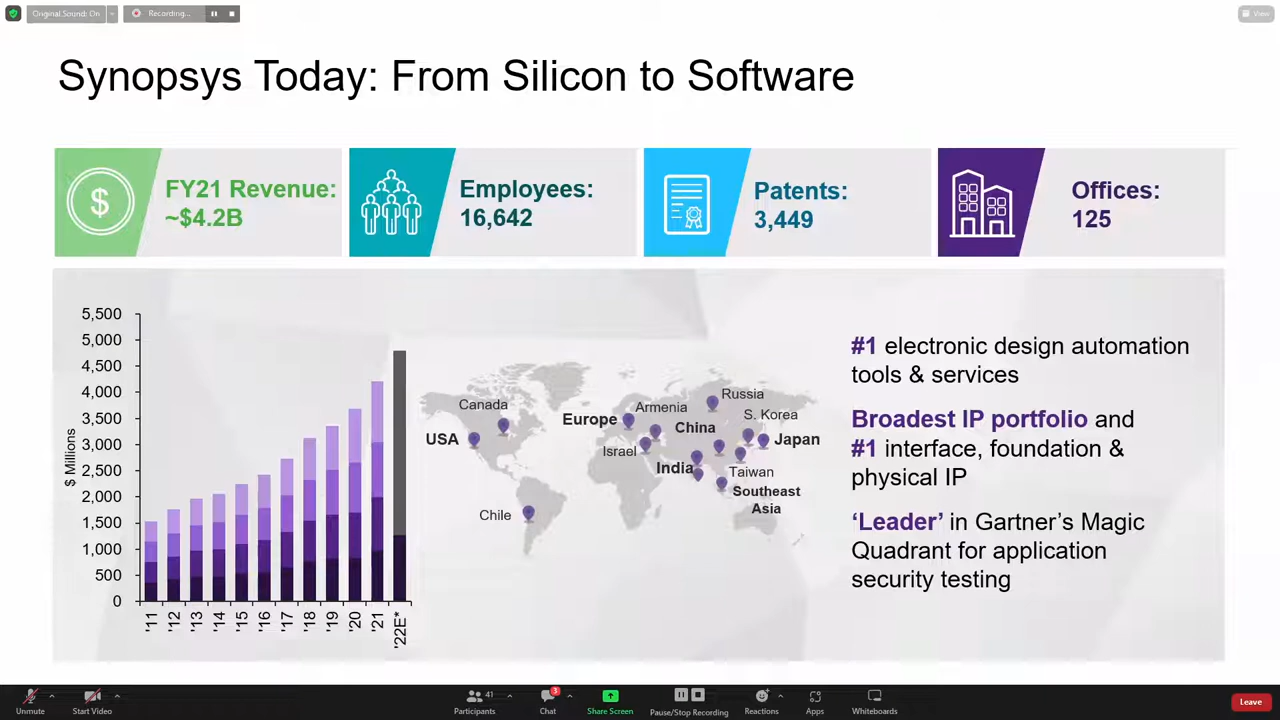 Original Sound: On
Recording...
View
Synopsys Today: From Silicon to Software
FY21 Revenue:
~$4.2B
Employees:
16,642
Patents:
3,449
Offices:
125
5,500
5,000
4,500
4,000
3,500
3,000
2,500
2,000
1,500
1,000
500
0
$ Millions
'11
'12
'13
'14
'15
'16
'17
'18
'19
'20
'21
'22E*
Canada
USA
Chile
Europe
Armenia
Israel
Russia
China
S. Korea
Japan
India
Taiwan
Southeast
Asia
#1 electronic design automation
tools & services
Broadest IP portfolio and
#1 interface, foundation &
physical IP
‘Leader’ in Gartner’s Magic
Quadrant for application
security testing
Unmute
Start Video
41
Participants
3
Chat
Share Screen
Pause/Stop Recording
Reactions
Apps
Whiteboards
Leave